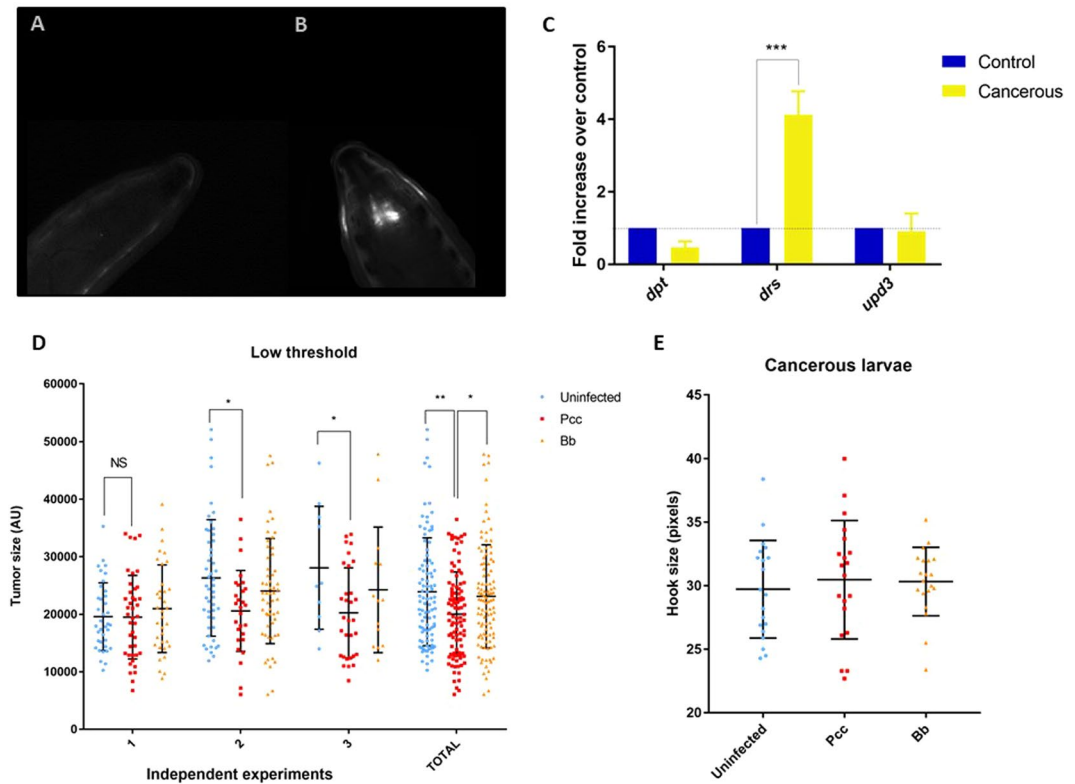 A
B
C
Fold increase over control
6
4
2
0
***
Control
Cancerous
dpt
drs
upd3
D
Low threshold
Tumor size (AU)
60000
50000
40000
30000
20000
10000
0
NS
*
*
**
*
Uninfected
Pcc
Bb
1
2
3
TOTAL
Independent experiments
E
Cancerous larvae
Hook size (pixels)
45
40
35
30
25
20
Uninfected
Pcc
Bb